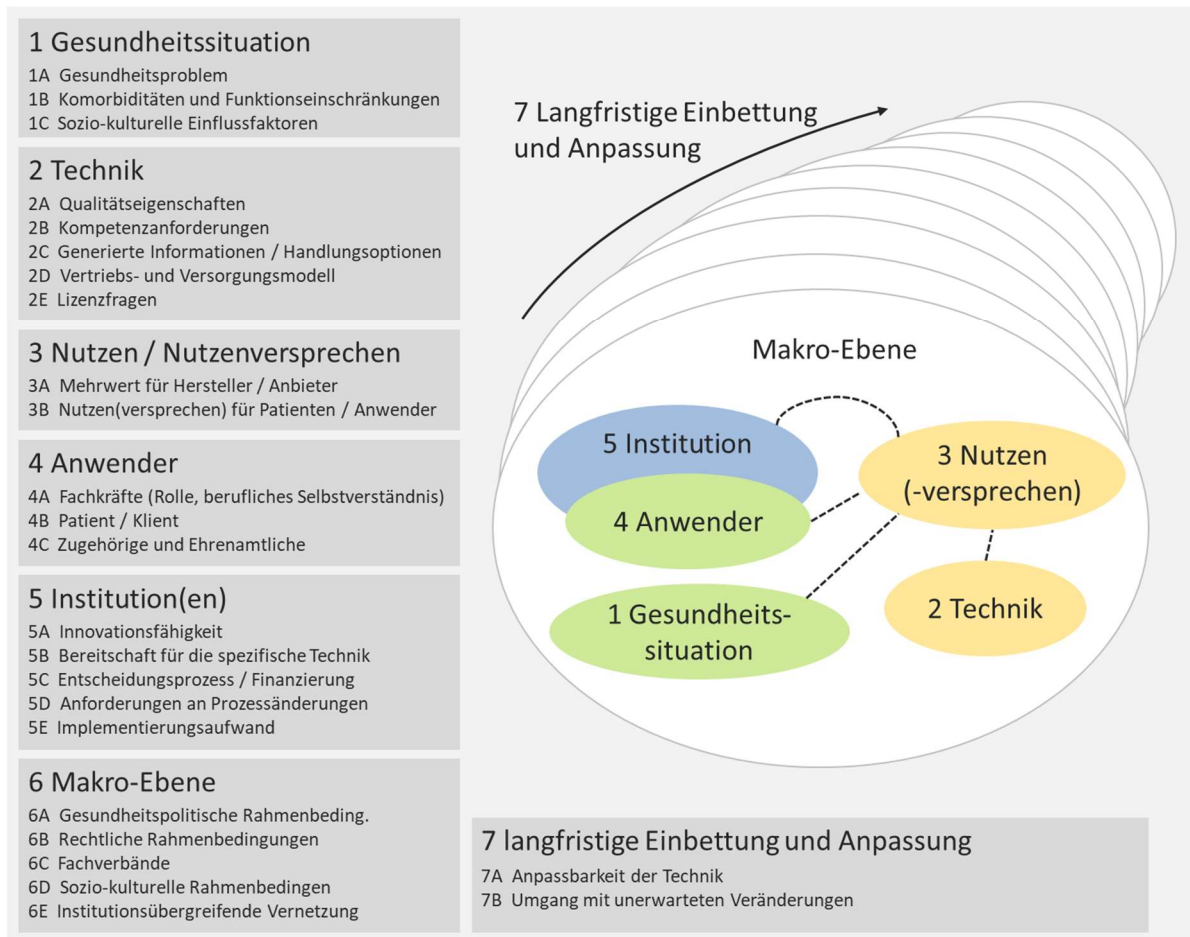 1 Gesundheitssituation
1A Gesundheitsproblem
1B Komorbiditäten und Funktionseinschränkungen
1C Sozio-kulturelle Einflussfaktoren
2 Technik
2A Qualitätseigenschaften
2B Kompetenzanforderungen
2C Generierte Informationen / Handlungsoptionen
2D Vertriebs- und Versorgungsmodell
2E Lizenzfragen
3 Nutzen / Nutzenversprechen
3A Mehrwert für Hersteller / Anbieter
3B Nutzen(versprechen) für Patienten / Anwender
4 Anwender
4A Fachkräfte (Rolle, berufliches Selbstverständnis)
4B Patient / Klient
4C Zugehörige und Ehrenamtliche
5 Institution(en)
5A Innovationsfähigkeit
5B Bereitschaft für die spezifische Technik
5C Entscheidungsprozess / Finanzierung
5D Anforderungen an Prozessänderungen
5E Implementierungsaufwand
6 Makro-Ebene
6A Gesundheitspolitische Rahmenbeding.
6B Rechtliche Rahmenbedingungen
6C Fachverbände
6D Sozio-kulturelle Rahmenbedingen
6E Institutionsübergreifende Vernetzung
7 Langfristige Einbettung
und Anpassung
Makro-Ebene
5 Institution
3 Nutzen
(-versprechen)
4 Anwender
1 Gesundheits-
situation
2 Technik
7 langfristige Einbettung und Anpassung
7A Anpassbarkeit der Technik
7B Umgang mit unerwarteten Veränderungen